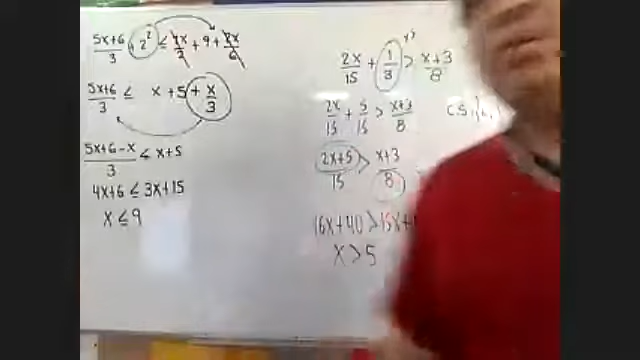 5x+6/3 + 2² ≤ 4x/2 + 9 + 2x/6
5x+6/3 ≤ x + 5 + x/3
5x+6-x/3 ≤ x+5
4x+6 ≤ 3x+15
x ≤ 9
2x/15 + 1/3 > x+3/8
2x/15 + 5/15 > x+3/8
2x+5/15 > x+3/8
16x+40 > 15x+
x > 5